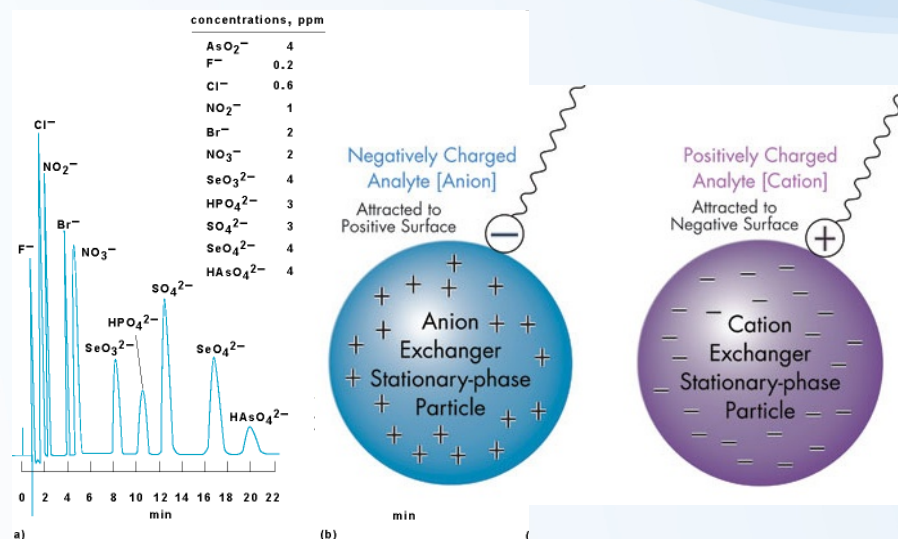 concentrations, ppm
AsO₂⁻ 4
F⁻ 0.2
Cl⁻ 0.6
NO₂⁻ 1
Br⁻ 2
NO₃⁻ 2
SeO₃²⁻ 4
HPO₄²⁻ 3
SO₄²⁻ 3
SeO₄²⁻ 4
HAsO₄²⁻ 4
Cl⁻
NO₂⁻
Br⁻
F⁻
NO₃⁻
SO₄²⁻
HPO₄²⁻
SeO₃²⁻
SeO₄²⁻
HAsO₄²⁻
0 2 4 6 8 10 12 14 16 18 20 22
min
a)
Negatively Charged
Analyte [Anion]
Attracted to
Positive Surface
−
Anion
Exchanger
Stationary-phase
Particle
min
(b)
Positively Charged
Analyte [Cation]
Attracted to
Negative Surface
+
Cation
Exchanger
Stationary-phase
Particle
(